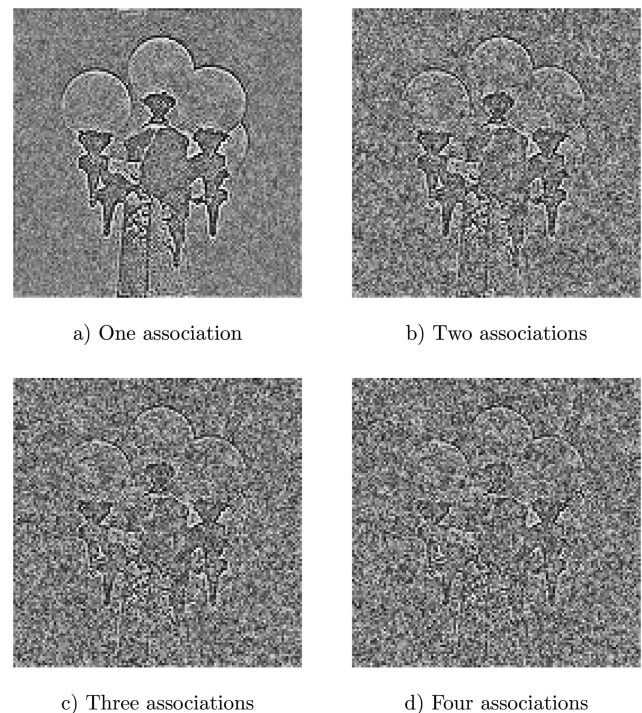 a) One association
b) Two associations
c) Three associations
d) Four associations